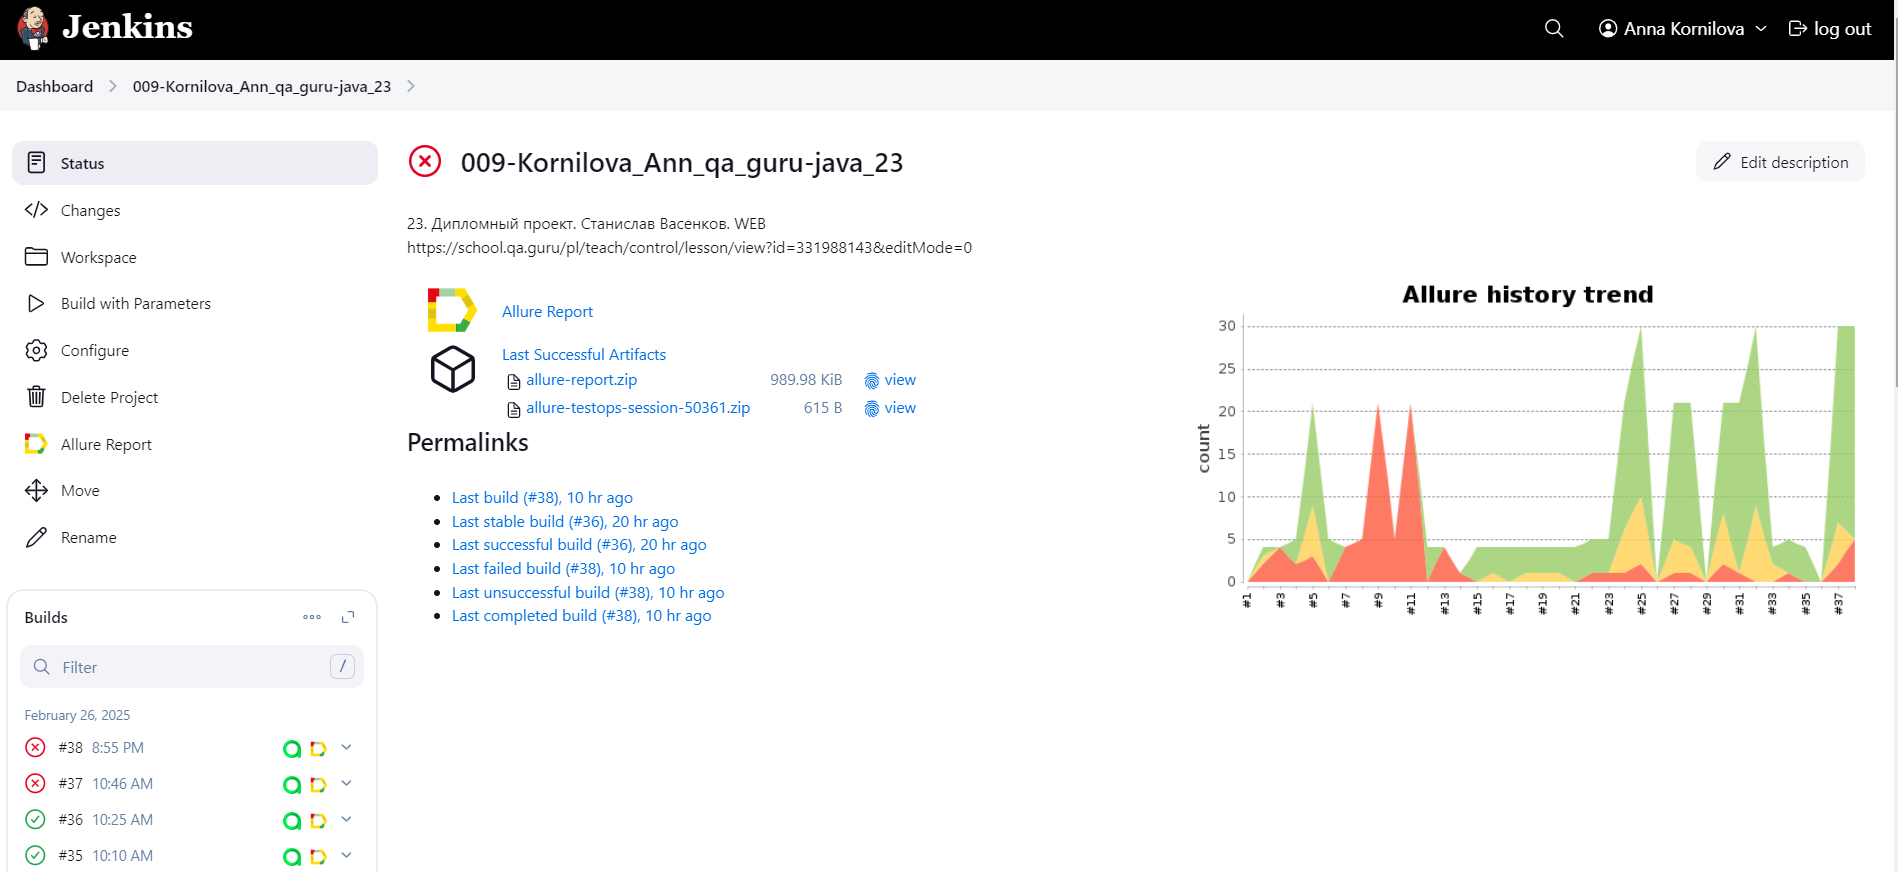 Jenkins
Anna Kornilova
log out
Dashboard
009-Kornilova_Ann_qa_guru-java_23
Status
Changes
Workspace
Build with Parameters
Configure
Delete Project
Allure Report
Move
Rename
Builds
Filter
/
February 26, 2025
#38 8:55 PM
#37 10:46 AM
#36 10:25 AM
#35 10:10 AM
009-Kornilova_Ann_qa_guru-java_23
Edit description
23. Дипломный проект. Станислав Васенков. WEB
https://school.qa.guru/pl/teach/control/lesson/view?id=331988143&editMode=0
Allure Report
Last Successful Artifacts
allure-report.zip 989.98 KiB view
allure-testops-session-50361.zip 615 B view
Permalinks
Last build (#38), 10 hr ago
Last stable build (#36), 20 hr ago
Last successful build (#36), 20 hr ago
Last failed build (#38), 10 hr ago
Last unsuccessful build (#38), 10 hr ago
Last completed build (#38), 10 hr ago
Allure history trend
count
30
25
20
15
10
5
0
#1 #3 #5 #7 #9 #11 #13 #15 #17 #19 #21 #23 #25 #27 #29 #31 #33 #35 #37